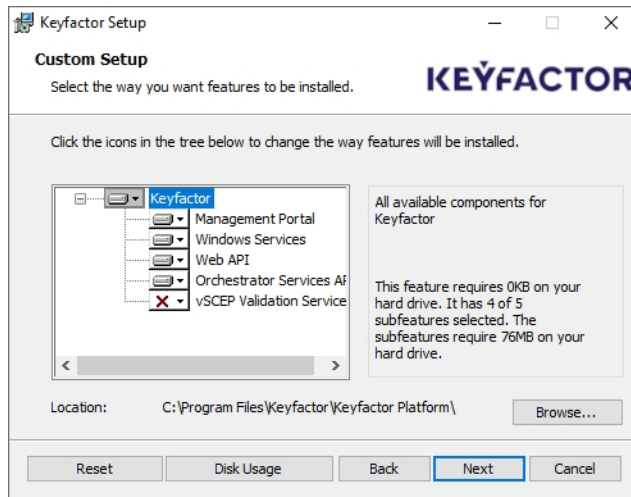 Keyfactor Setup
Custom Setup
Select the way you want features to be installed.
KEYFACTOR
Click the icons in the tree below to change the way features will be installed.
Keyfactor
Management Portal
Windows Services
Web API
Orchestrator Services AP
vSCEP Validation Service
All available components for
Keyfactor
This feature requires 0KB on your
hard drive. It has 4 of 5
subfeatures selected. The
subfeatures require 76MB on your
hard drive.
Location: C:\Program Files\Keyfactor\Keyfactor Platform\ Browse...
Reset Disk Usage Back Next Cancel